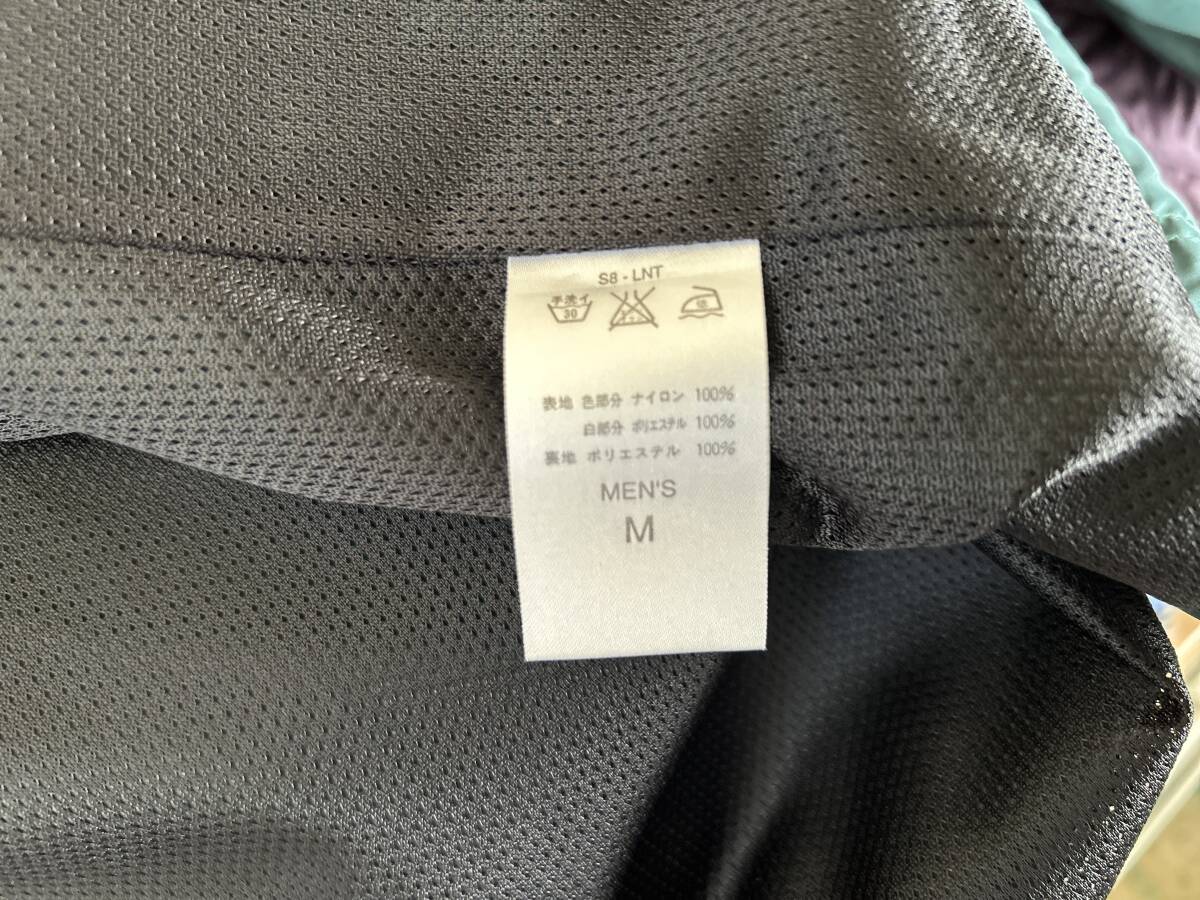 S8 - LNT
手洗イ
30
低
表地 色部分 ナイロン 100%
白部分 ポリエステル 100%
裏地 ポリエステル 100%
MEN'S
M